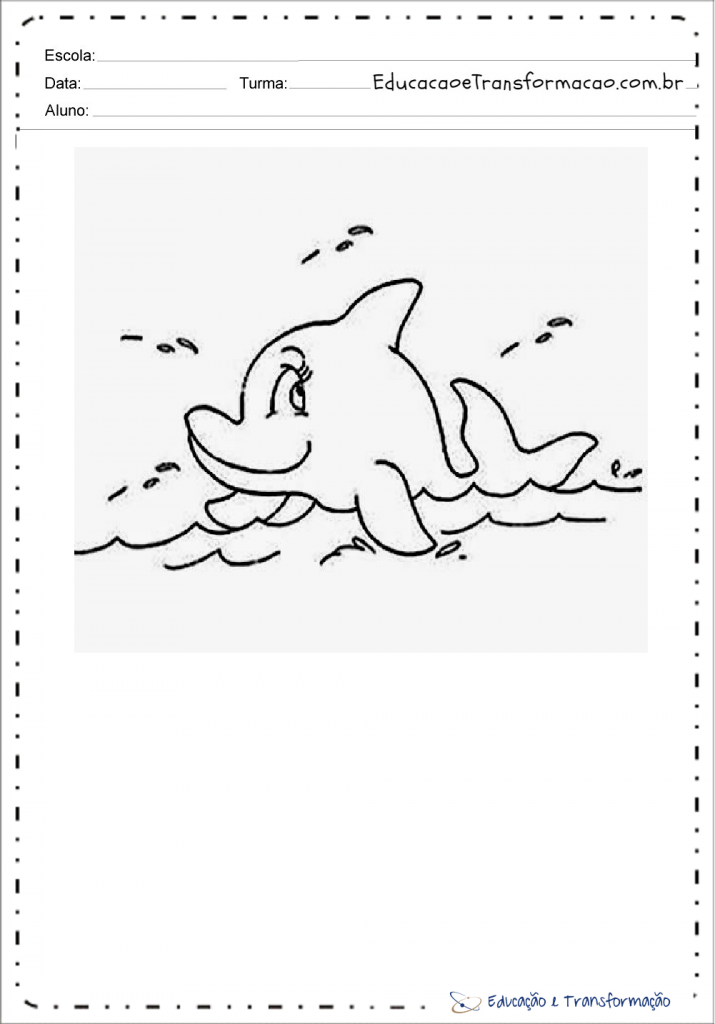 Escola:
Data: Turma: EducacaoeTransformacao.com.br
Aluno:
Educação e Transformação